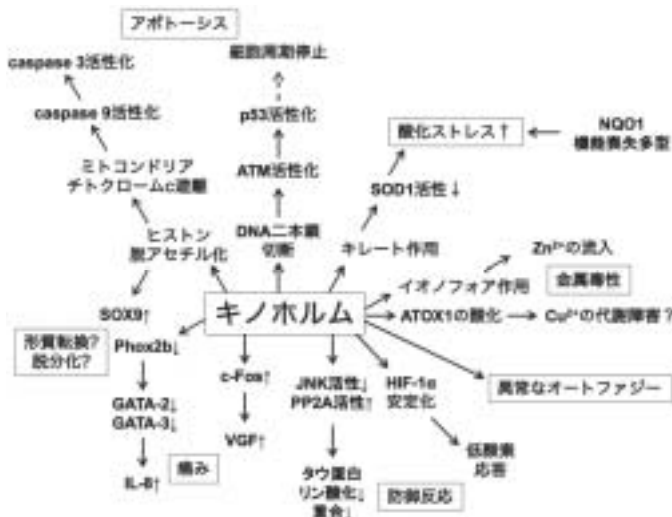 アポトーシス
細胞周期停止
caspase 3活性化
caspase 9活性化
p53活性化
酸化ストレス↑
NQO1
機能喪失多型
ミトコンドリア
チトクロームc遊離
ATM活性化
SOD1活性↓
DNA二本鎖
切断
ヒストン
脱アセチル化
キレート作用
Zn²⁺の流入
イオノフォア作用
金属毒性
キノホルム
SOX9↑
ATOX1の酸化
Cu²⁺の代謝障害?
形質転換?
脱分化?
Phox2b↓
c-Fos↑
JNK活性↓
PP2A活性↑
HIF-1α
安定化
異常なオートファジー
GATA-2↓
GATA-3↓
VGF↑
低酸素
応答
IL-8↑
痛み
タウ蛋白
リン酸化↓
重合↓
防御反応